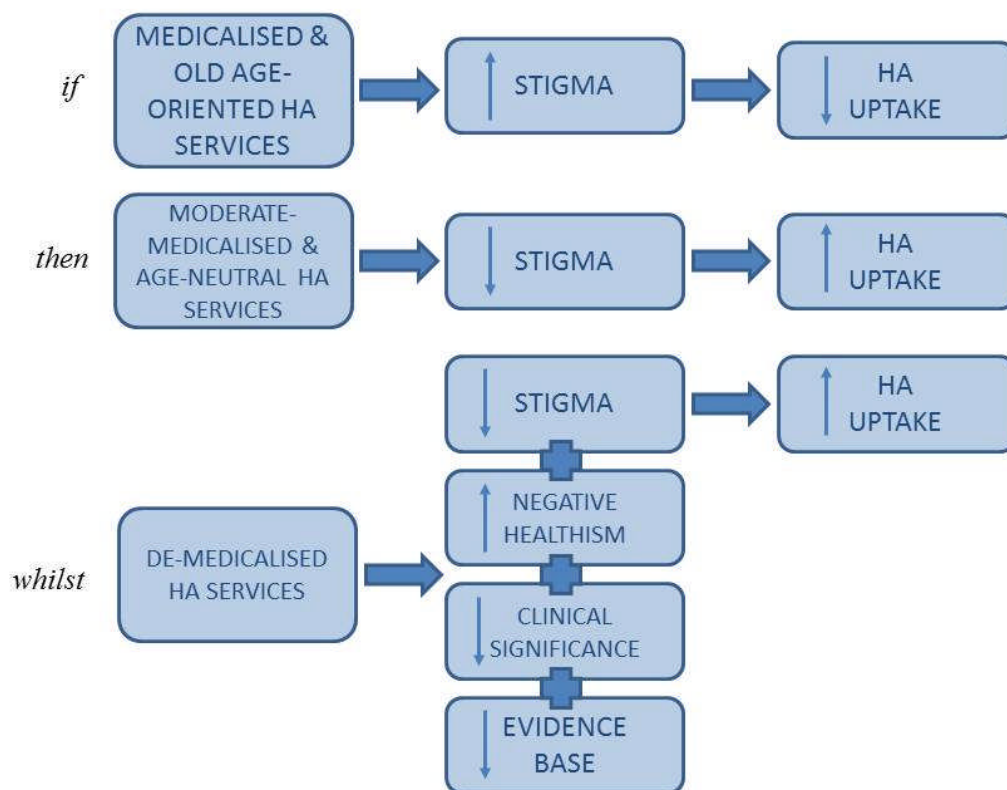 if
MEDICALISED &
OLD AGE-
ORIENTED HA
SERVICES
STIGMA
HA
UPTAKE
then
MODERATE-
MEDICALISED &
AGE-NEUTRAL HA
SERVICES
STIGMA
HA
UPTAKE
whilst
DE-MEDICALISED
HA SERVICES
STIGMA
HA
UPTAKE
NEGATIVE
HEALTHISM
CLINICAL
SIGNIFICANCE
EVIDENCE
BASE